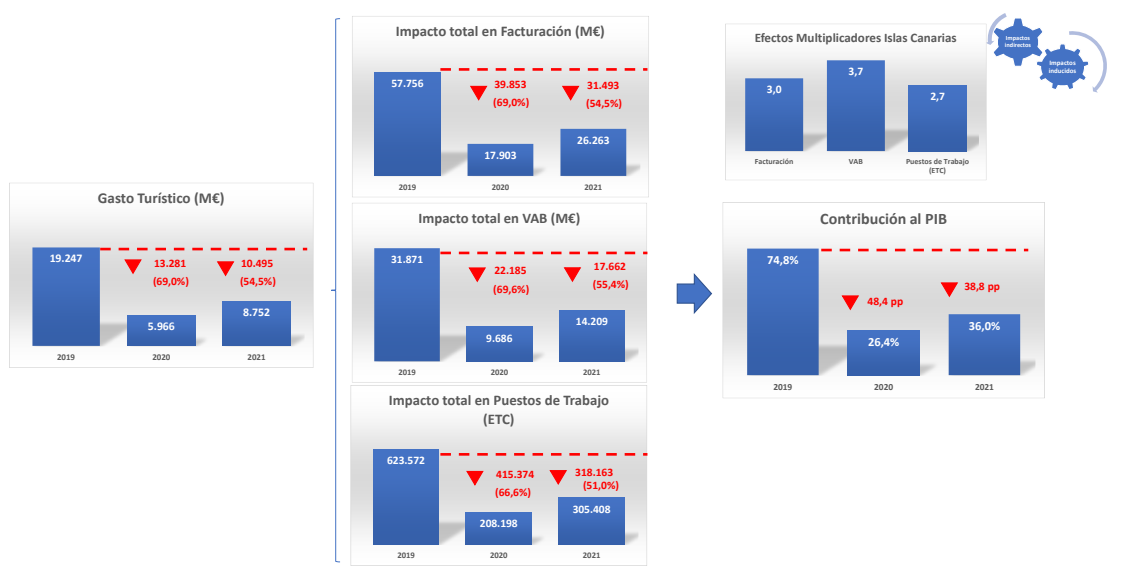 Gasto Turístico (M€)
19.247
13.281
(69,0%)
10.495
(54,5%)
5.966
8.752
2019
2020
2021
Impacto total en Facturación (M€)
57.756
39.853
(69,0%)
31.493
(54,5%)
17.903
26.263
2019
2020
2021
Impacto total en VAB (M€)
31.871
22.185
(69,6%)
17.662
(55,4%)
9.686
14.209
2019
2020
2021
Impacto total en Puestos de Trabajo
(ETC)
623.572
415.374
(66,6%)
318.163
(51,0%)
208.198
305.408
2019
2020
2021
Efectos Multiplicadores Islas Canarias
3,0
3,7
2,7
Facturación
VAB
Puestos de Trabajo
(ETC)
Impactos
indirectos
Impactos
inducidos
Contribución al PIB
74,8%
48,4 pp
38,8 pp
26,4%
36,0%
2019
2020
2021